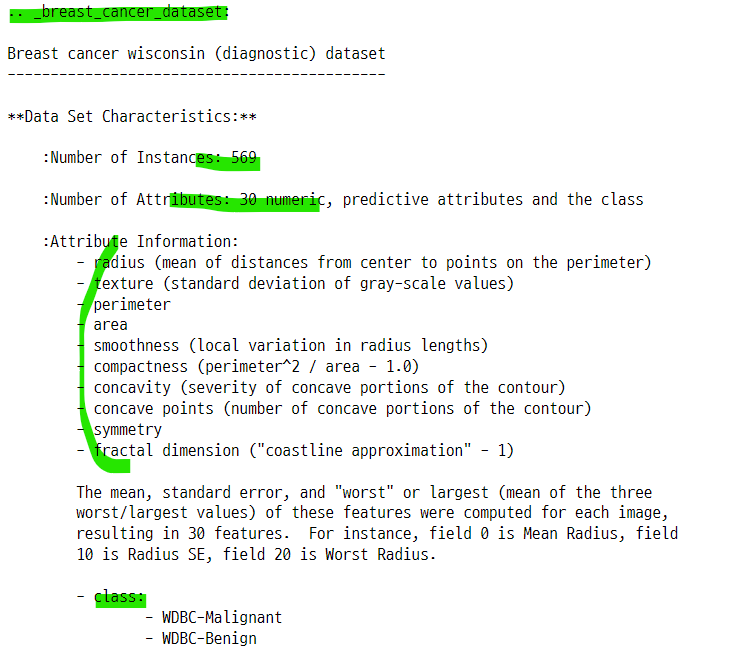 .. _breast_cancer_dataset:
Breast cancer wisconsin (diagnostic) dataset
--------------------------------------------
**Data Set Characteristics:**
:Number of Instances: 569
:Number of Attributes: 30 numeric, predictive attributes and the class
:Attribute Information:
- radius (mean of distances from center to points on the perimeter)
- texture (standard deviation of gray-scale values)
- perimeter
- area
- smoothness (local variation in radius lengths)
- compactness (perimeter^2 / area - 1.0)
- concavity (severity of concave portions of the contour)
- concave points (number of concave portions of the contour)
- symmetry
- fractal dimension ("coastline approximation" - 1)
The mean, standard error, and "worst" or largest (mean of the three
worst/largest values) of these features were computed for each image,
resulting in 30 features.  For instance, field 0 is Mean Radius, field
10 is Radius SE, field 20 is Worst Radius.
- class:
- WDBC-Malignant
- WDBC-Benign